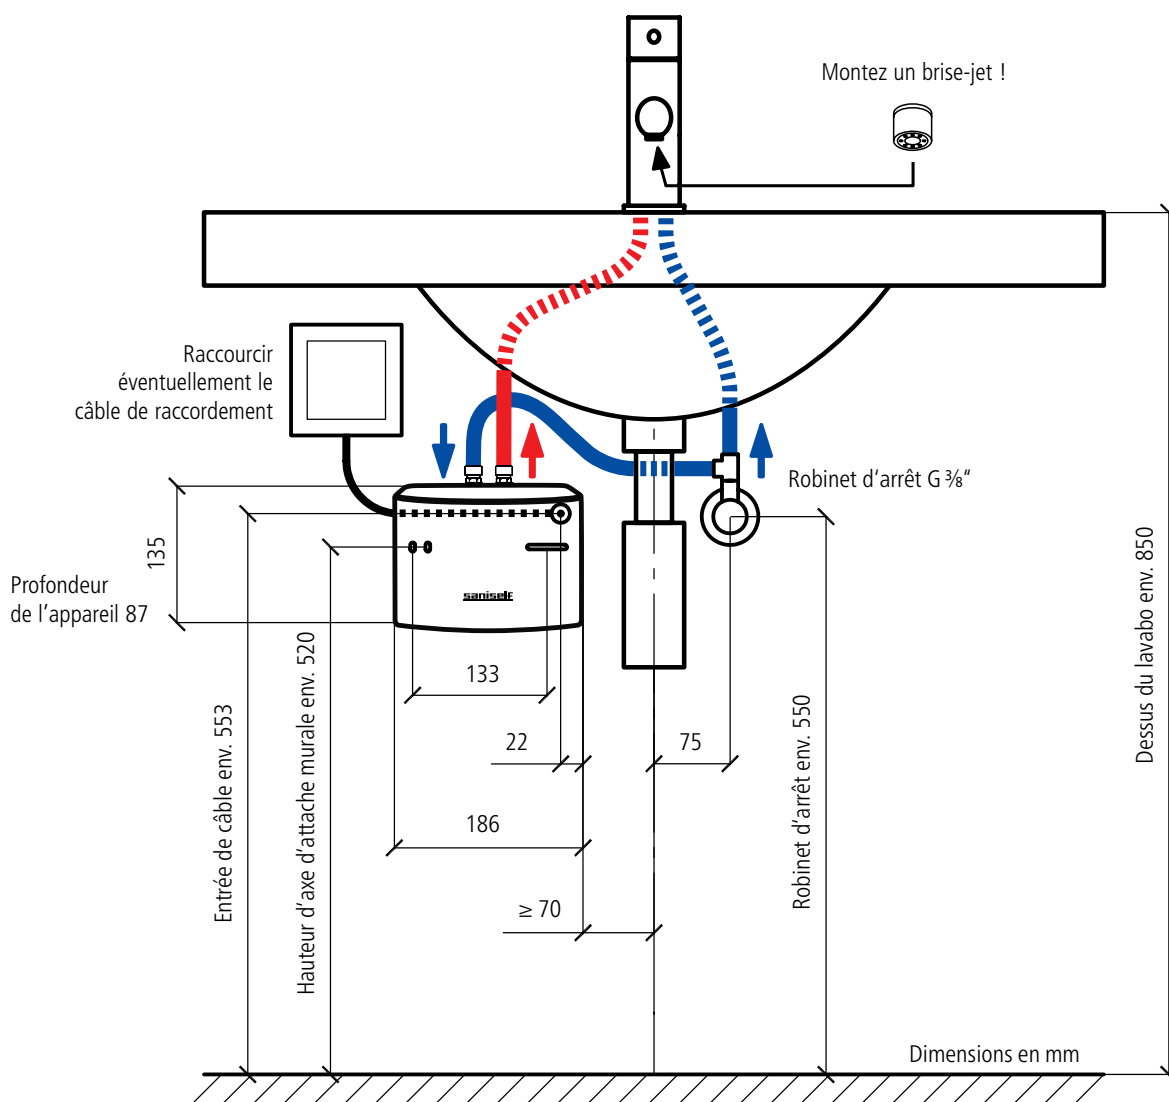 Montez un brise-jet !
Raccourcir
éventuellement le
câble de raccordement
Robinet d‘arrêt G ⅜“
135
Profondeur
de l’appareil 87
saniself
133
22
75
186
≥ 70
Entrée de câble env. 553
Hauteur d‘axe d‘attache murale env. 520
Robinet d‘arrêt env. 550
Dessus du lavabo env. 850
Dimensions en mm